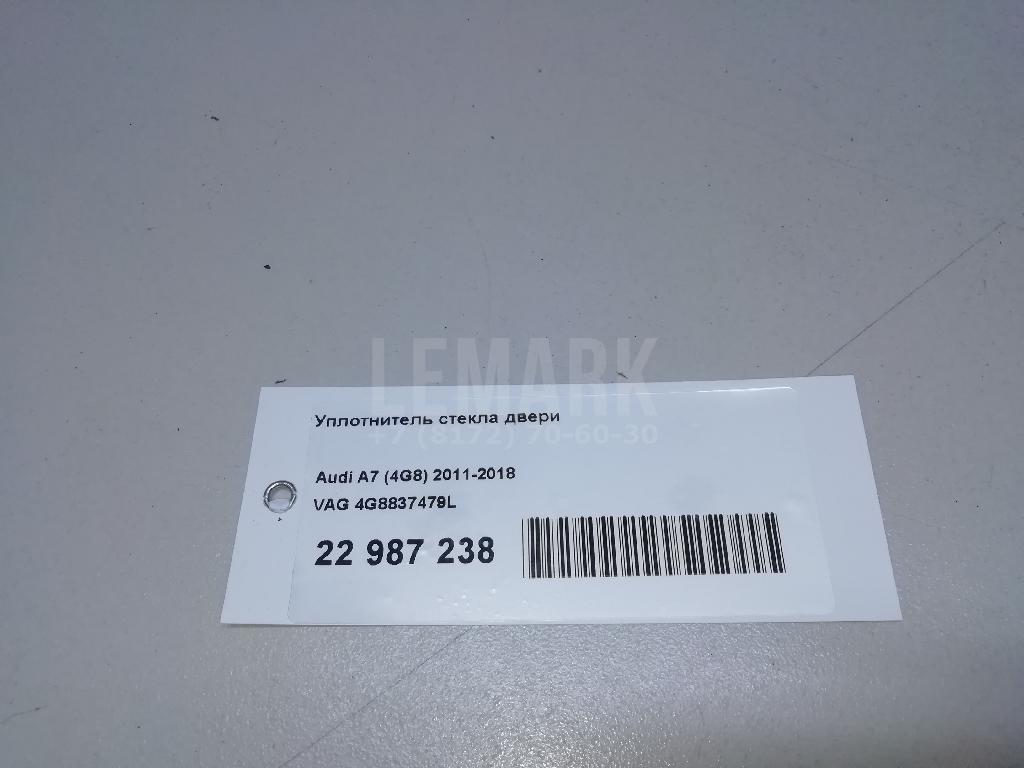 LEMARK
+7 (8172) 70-60-30
Уплотнитель стекла двери
Audi A7 (4G8) 2011-2018
VAG 4G8837479L
22 987 238